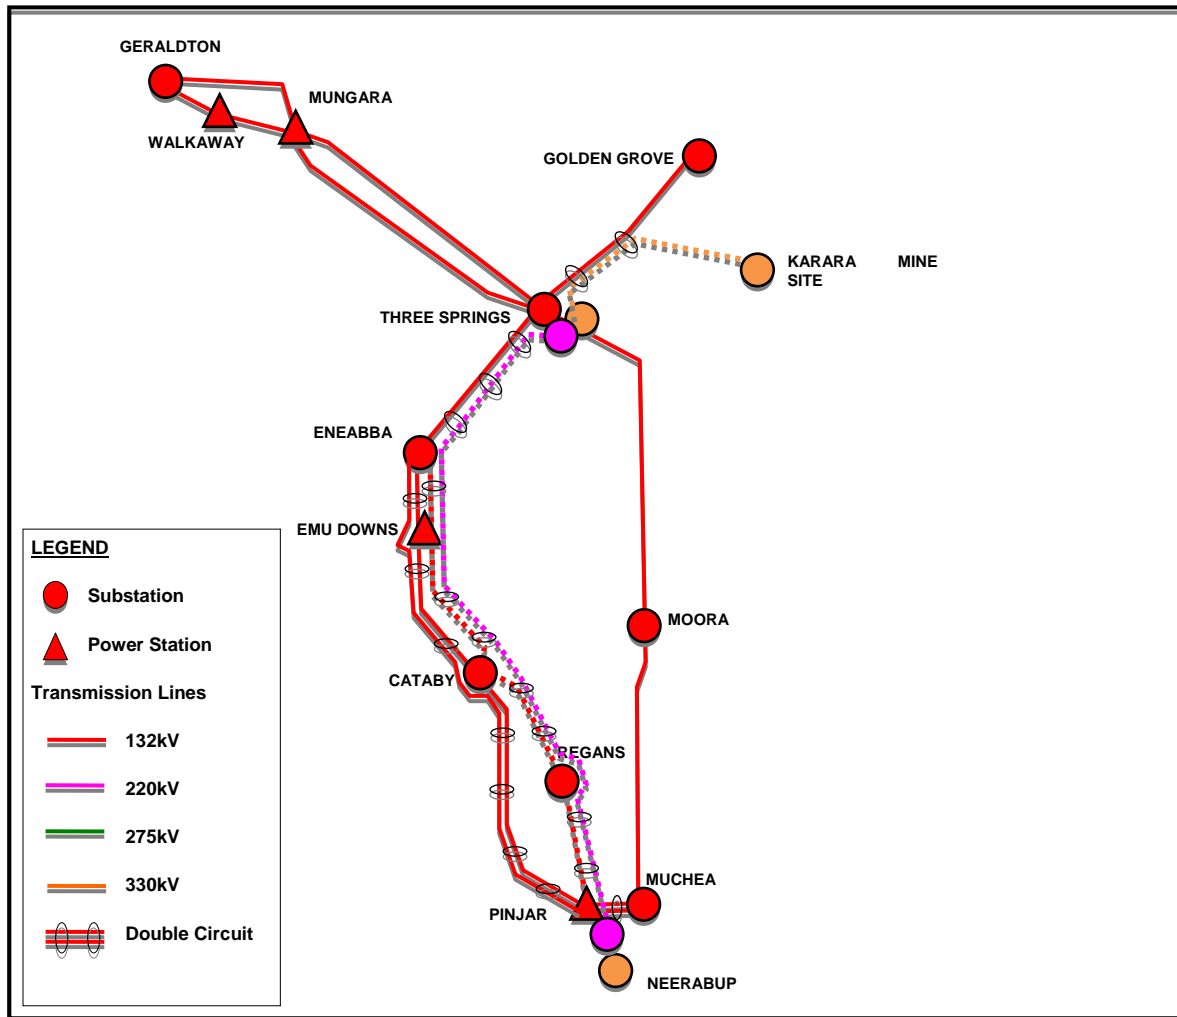 GERALDTON
MUNGARA
WALKAWAY
GOLDEN GROVE
KARARA MINE
SITE
THREE SPRINGS
ENEABBA
EMU DOWNS
LEGEND
Substation
Power Station
Transmission Lines
132kV
220kV
275kV
330kV
Double Circuit
MOORA
CATABY
REGANS
MUCHEA
PINJAR
NEERABUP